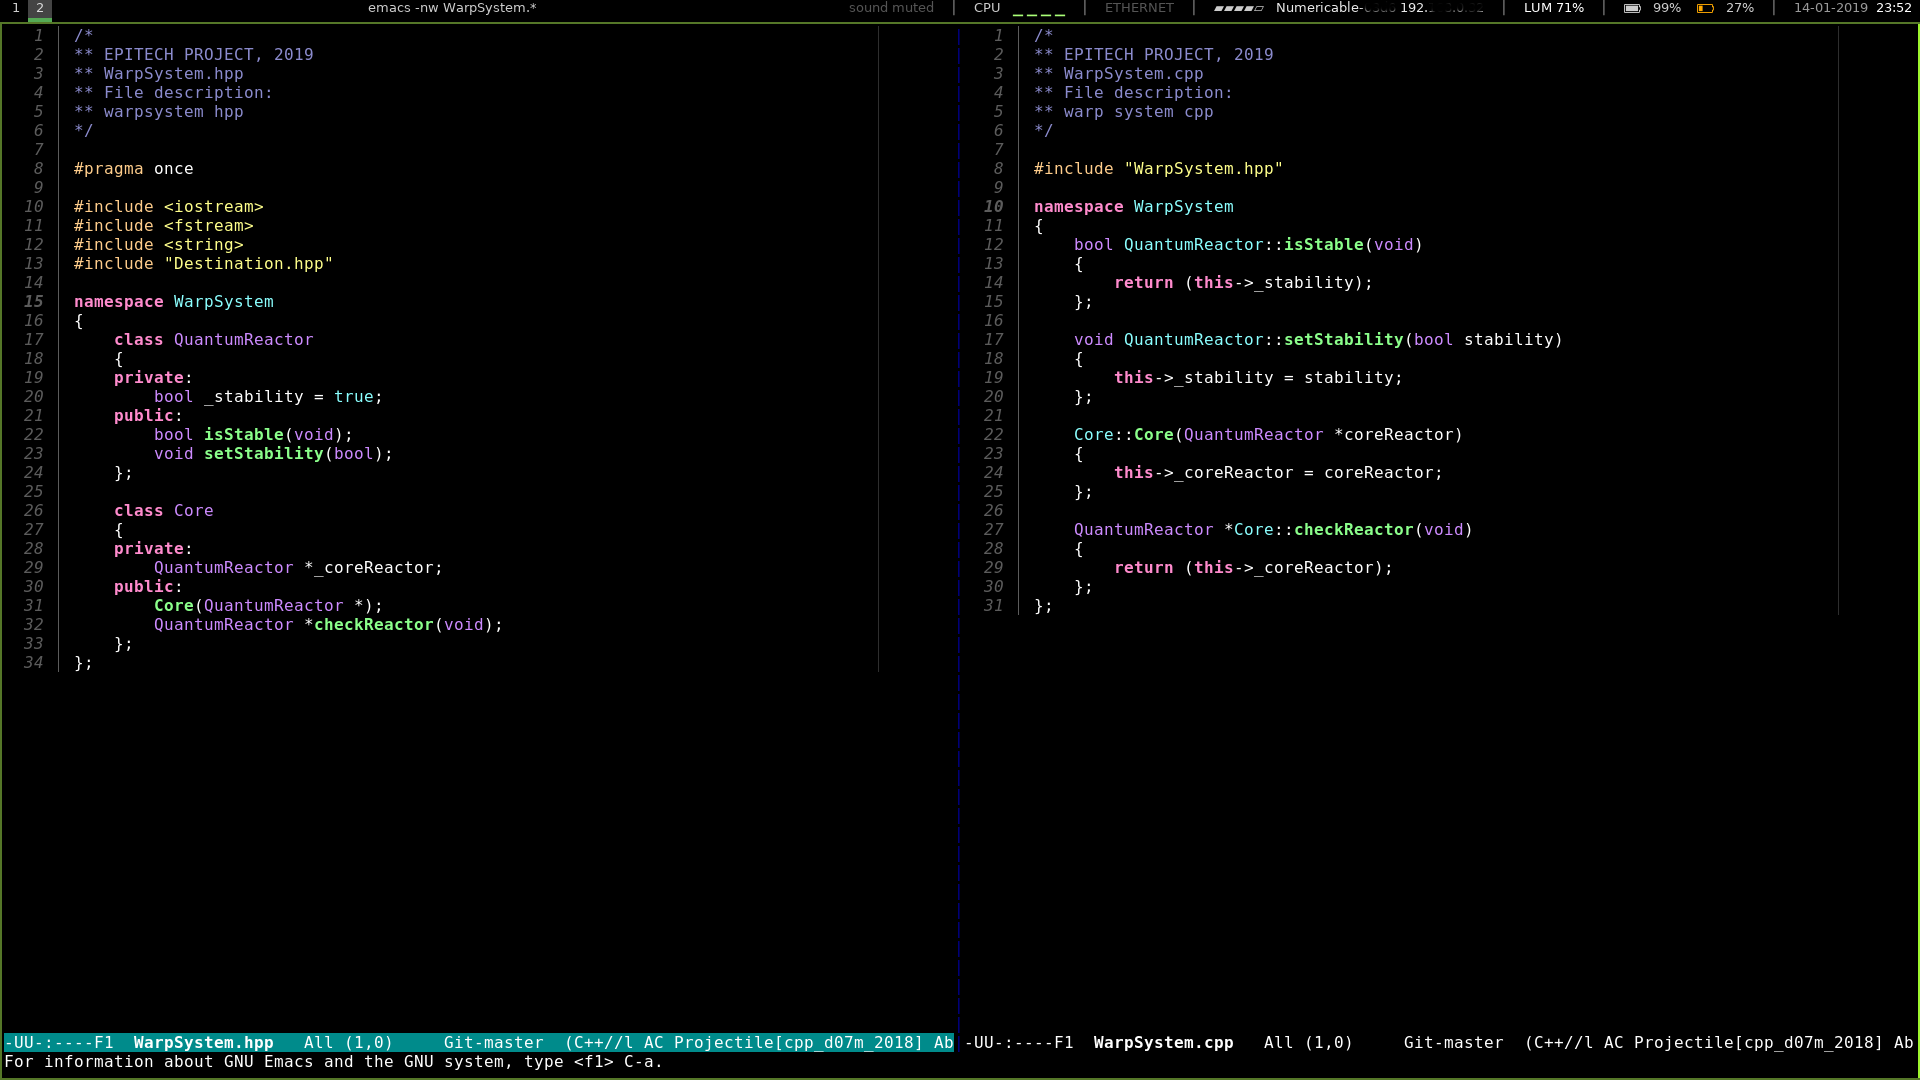 1 2 emacs -nw WarpSystem.* sound muted | CPU | ETHERNET | Numericable- 192. | LUM 71% | 99% 27% | 14-01-2019 23:52
1 /*
2 ** EPITECH PROJECT, 2019
3 ** WarpSystem.hpp
4 ** File description:
5 ** warpsystem hpp
6 */
7
8 #pragma once
9
10 #include <iostream>
11 #include <fstream>
12 #include <string>
13 #include "Destination.hpp"
14
15 namespace WarpSystem
16 {
17     class QuantumReactor
18     {
19     private:
20         bool _stability = true;
21     public:
22         bool isStable(void);
23         void setStability(bool);
24     };
25
26     class Core
27     {
28     private:
29         QuantumReactor *_coreReactor;
30     public:
31         Core(QuantumReactor *);
32         QuantumReactor *checkReactor(void);
33     };
34 };
-UU-:----F1  WarpSystem.hpp   All (1,0)     Git-master  (C++//l AC Projectile[cpp_d07m_2018] Ab
1 /*
2 ** EPITECH PROJECT, 2019
3 ** WarpSystem.cpp
4 ** File description:
5 ** warp system cpp
6 */
7
8 #include "WarpSystem.hpp"
9
10 namespace WarpSystem
11 {
12     bool QuantumReactor::isStable(void)
13     {
14         return (this->_stability);
15     };
16
17     void QuantumReactor::setStability(bool stability)
18     {
19         this->_stability = stability;
20     };
21
22     Core::Core(QuantumReactor *coreReactor)
23     {
24         this->_coreReactor = coreReactor;
25     };
26
27     QuantumReactor *Core::checkReactor(void)
28     {
29         return (this->_coreReactor);
30     };
31 };
-UU-:----F1  WarpSystem.cpp   All (1,0)     Git-master  (C++//l AC Projectile[cpp_d07m_2018] Ab
For information about GNU Emacs and the GNU system, type <f1> C-a.